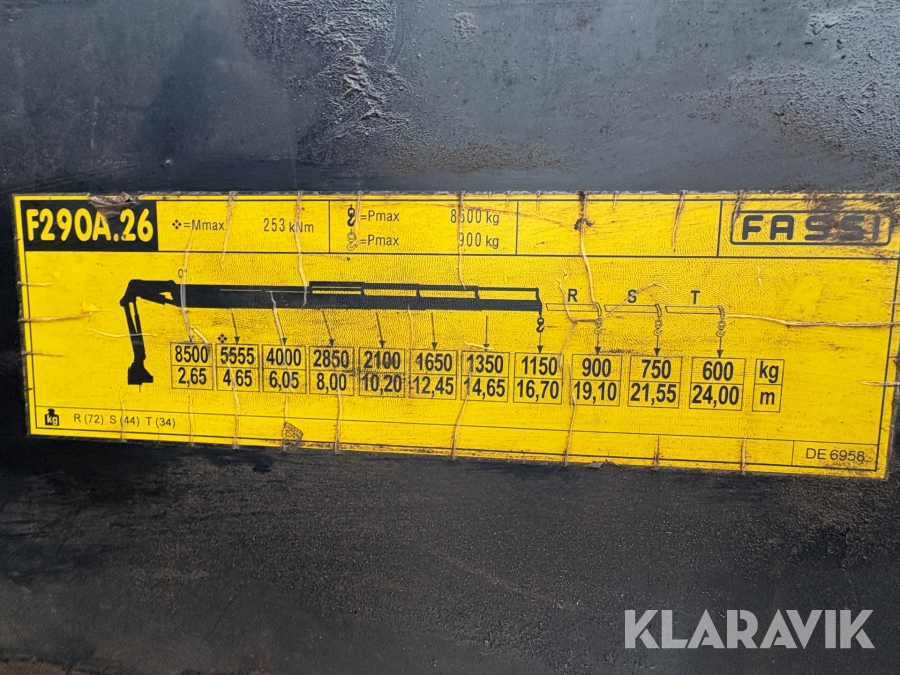 F290A.26
❖=Mmax 253 kNm
=Pmax 8500 kg
=Pmax 900 kg
FASSI
R S T
8500 5555 4000 2850 2100 1650 1350 1150 900 750 600 kg
2,65 4,65 6,05 8,00 10,20 12,45 14,65 16,70 19,10 21,55 24,00 m
kg R (72) S (44) T (34)
DE 6958
KLARAVIK